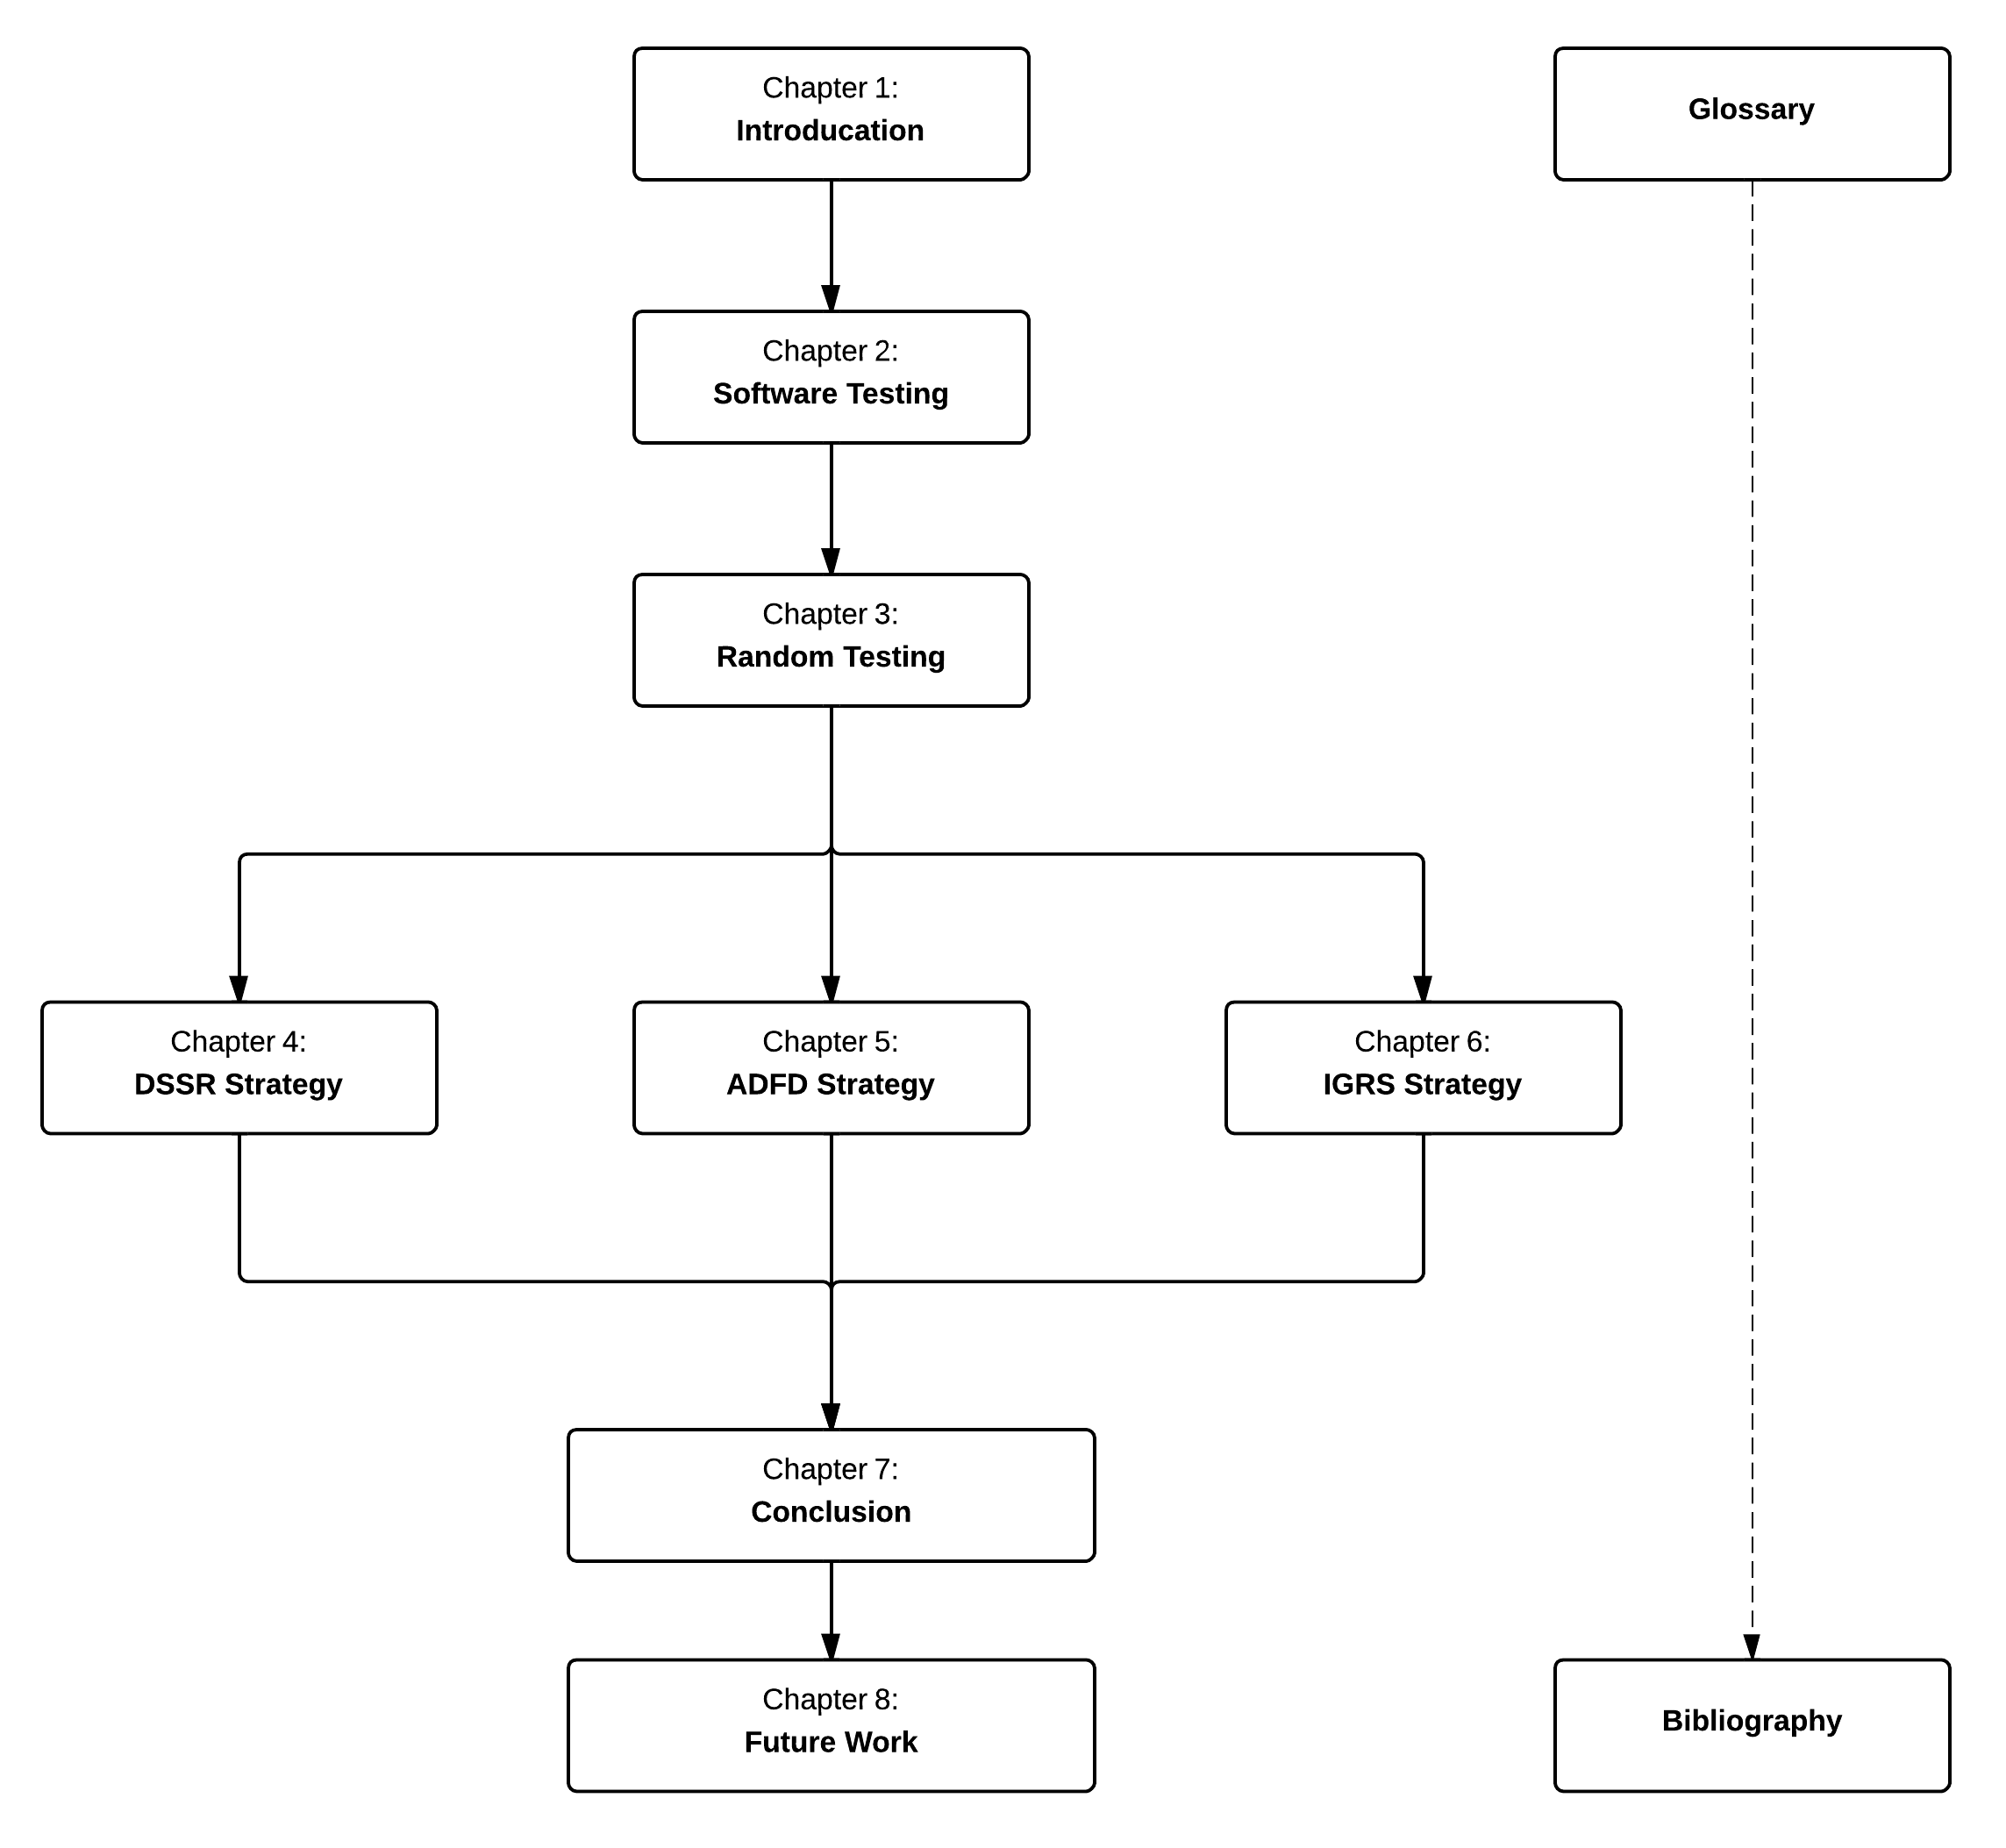 Chapter 1:
Introducation
Glossary
Chapter 2:
Software Testing
Chapter 3:
Random Testing
Chapter 4:
DSSR Strategy
Chapter 5:
ADFD Strategy
Chapter 6:
IGRS Strategy
Chapter 7:
Conclusion
Chapter 8:
Future Work
Bibliography